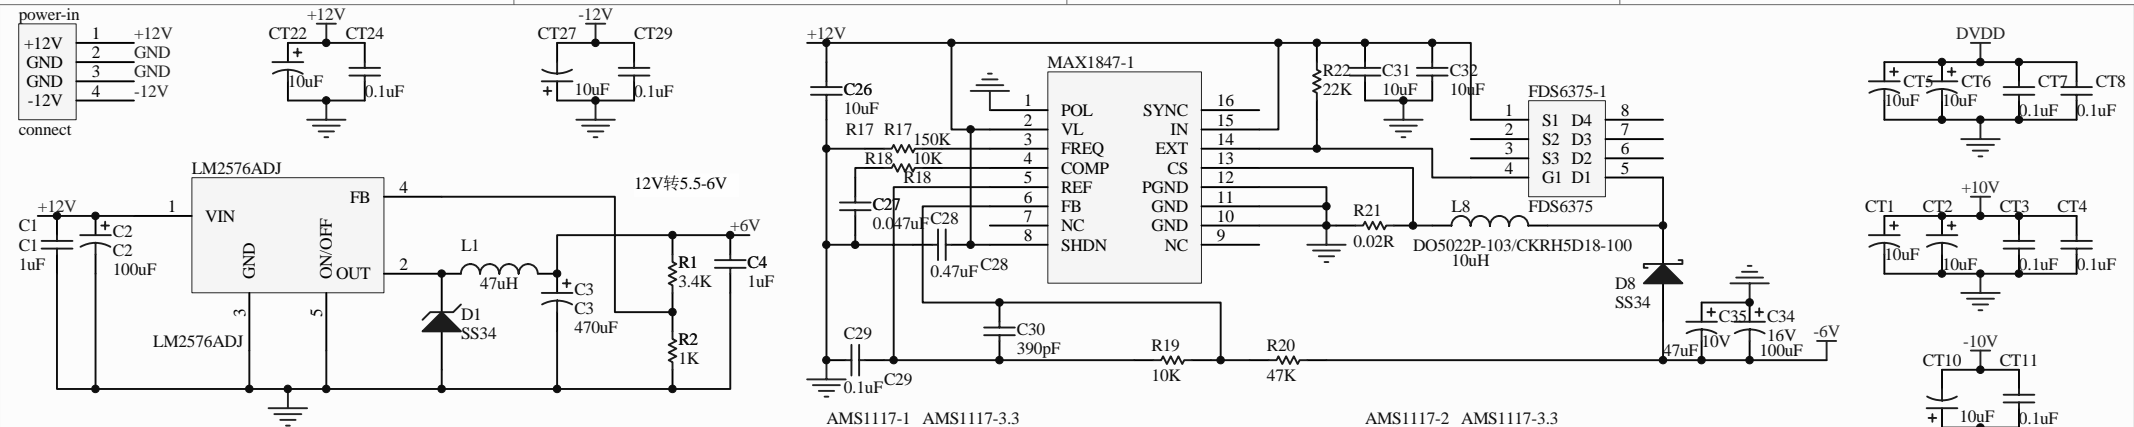 power-in
+12V 1 +12V
GND 2 GND
GND 3 GND
-12V 4 -12V
connect
+12V
CT22 CT24
+
10uF 0.1uF
-12V
CT27 CT29
+
10uF 0.1uF
LM2576ADJ
+12V 1 VIN FB 4
GND ON/OFF OUT 2
3 5
LM2576ADJ
C1
C1
1uF
+
C2
C2
100uF
12V转5.5-6V
L1
47uH
D1
SS34
+
C3
C3
470uF
+6V
R1
3.4K
R2
1K
C4
1uF
+12V
C26
10uF
R17 R17 150K
R18 10K
R18
C27
0.047uF
C28
0.47uF C28
C29
0.1uF C29
C30
390pF
R19
10K
R20
47K
MAX1847-1
1 POL SYNC 16
2 VL IN 15
3 FREQ EXT 14
4 COMP CS 13
5 REF PGND 12
6 FB GND 11
7 NC GND 10
8 SHDN NC 9
R22
22K
C31
10uF
C32
10uF
FDS6375-1
1 S1 D4 8
2 S2 D3 7
3 S3 D2 6
4 G1 D1 5
FDS6375
R21
0.02R
L8
DO5022P-103/CKRH5D18-100
10uH
D8
SS34
+ C35
47uF 10V
+ C34
16V
100uF
-6V
AMS1117-1 AMS1117-3.3
AMS1117-2 AMS1117-3.3
DVDD
+ CT5 + CT6 CT7 CT8
10uF 10uF 0.1uF 0.1uF
+10V
CT1 CT2 CT3 CT4
+ +
10uF 10uF 0.1uF 0.1uF
-10V
CT10 CT11
+ 10uF 0.1uF